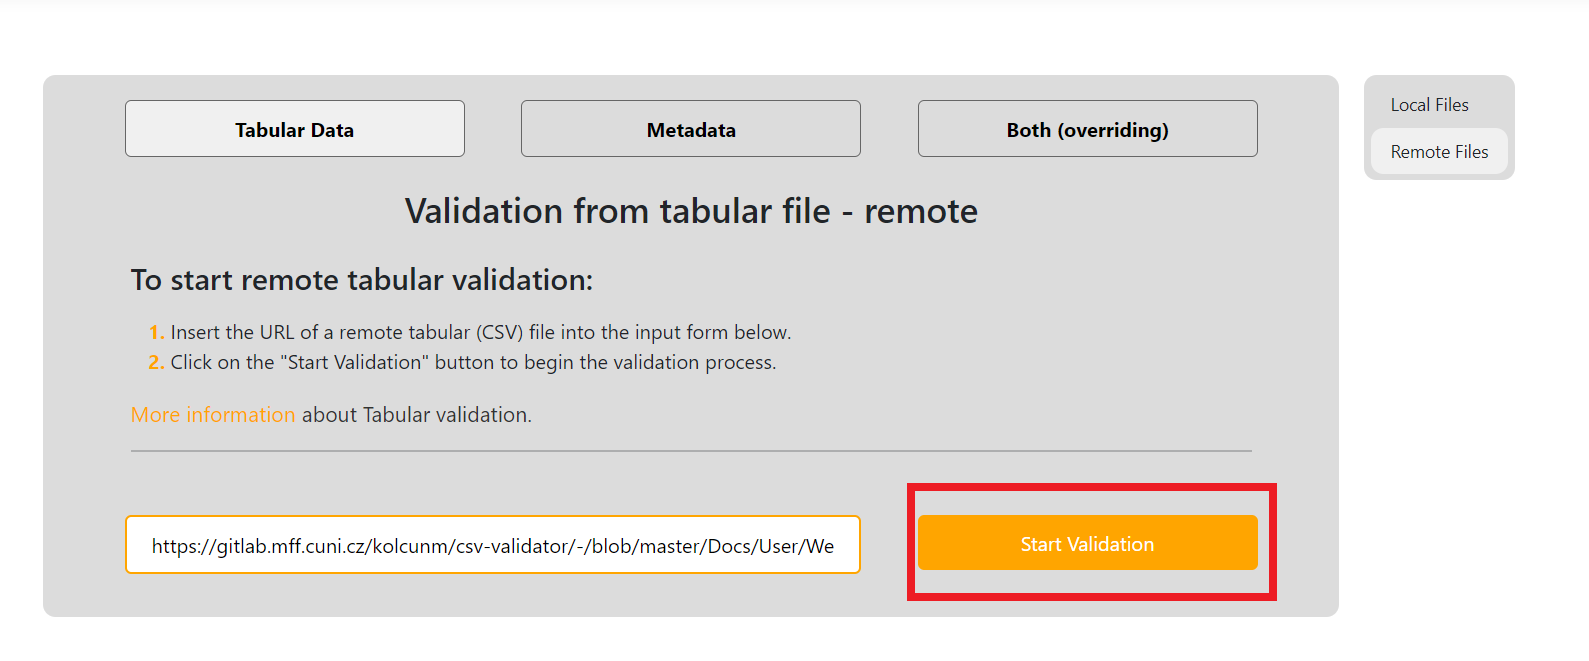 Tabular Data
Metadata
Both (overriding)
Local Files
Remote Files
Validation from tabular file - remote
To start remote tabular validation:
1. Insert the URL of a remote tabular (CSV) file into the input form below.
2. Click on the "Start Validation" button to begin the validation process.
More information about Tabular validation.
https://gitlab.mff.cuni.cz/kolcunm/csv-validator/-/blob/master/Docs/User/We
Start Validation